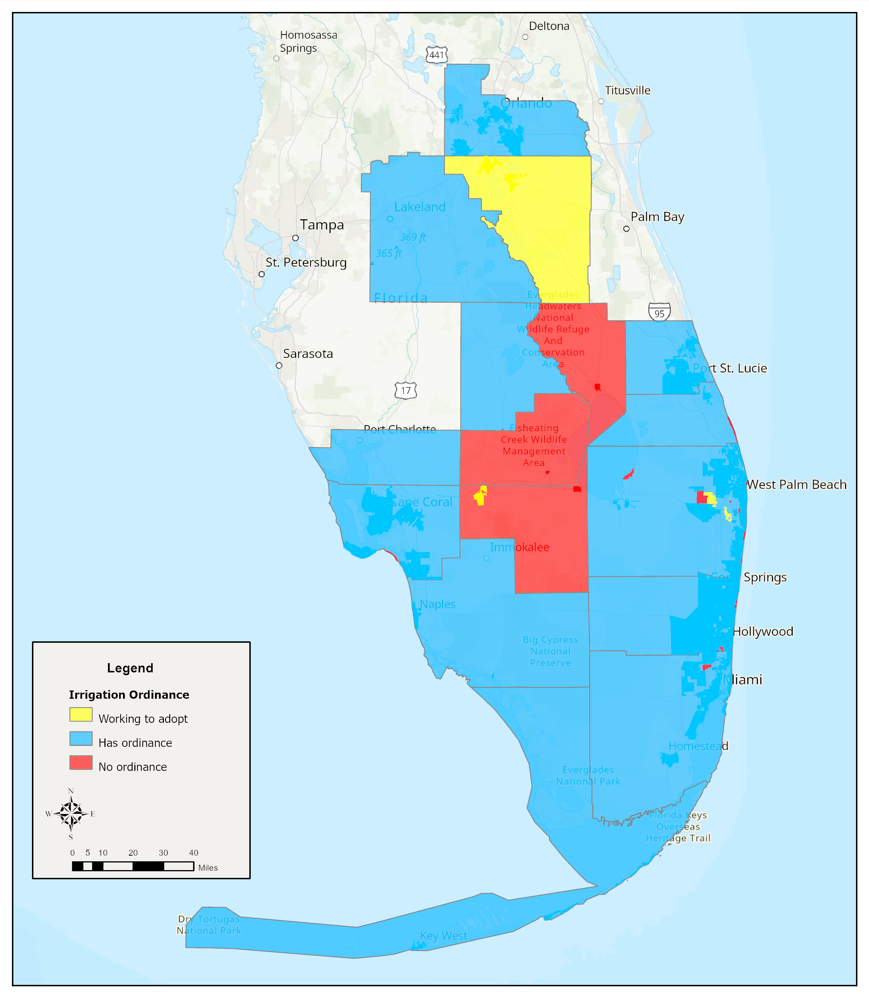 Deltona
Homosassa
Springs
441
Titusville
Orlando
Lakeland
Palm Bay
Tampa
369 ft
365 ft
St. Petersburg
Florida
Everglades
Headwaters
National
Wildlife Refuge
And
Conservation
Area
95
Sarasota
Port St. Lucie
17
Port Charlotte
Fisheating
Creek Wildlife
Management
Area
West Palm Beach
Cape Coral
Immokalee
Springs
Naples
Hollywood
Big Cypress
National
Preserve
Miami
Homestead
Everglades
National Park
Florida Keys
Overseas
Heritage Trail
Dry Tortugas
National Park
Key West
Legend
Irrigation Ordinance
Working to adopt
Has ordinance
No ordinance
N
W E
S
0 5 10 20 30 40
Miles